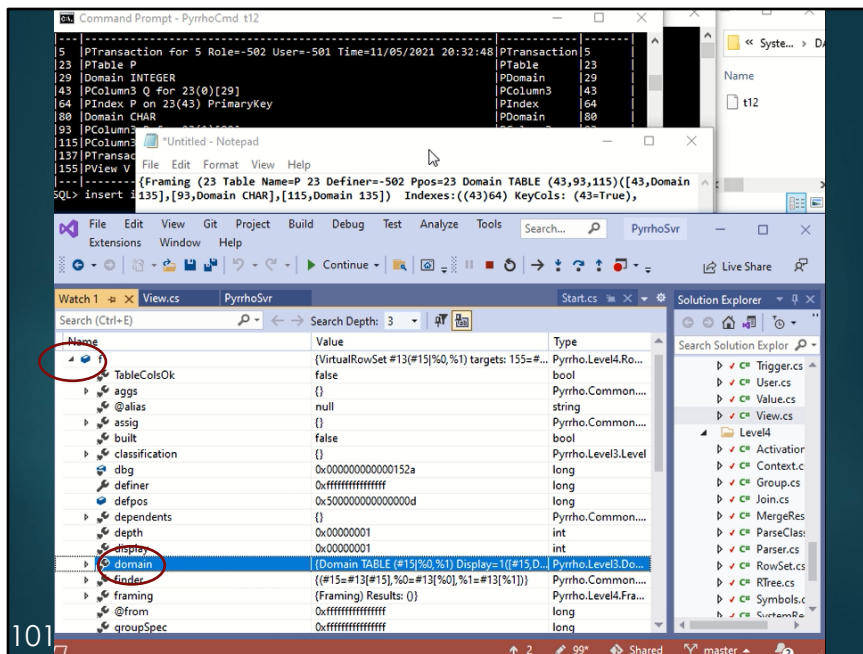 Command Prompt - PyrrhoCmd t12
|---|----------------------------------------------------------|------------|------
|5 |PTransaction for 5 Role=-502 User=-501 Time=11/05/2021 20:32:48|PTransaction|5
|23 |PTable P |PTable |23
|29 |Domain INTEGER |PDomain |29
|43 |PColumn3 Q for 23(0)[29] |PColumn3 |43
|64 |PIndex P on 23(43) PrimaryKey |PIndex |64
|80 |Domain CHAR |PDomain |80
|93 |PColumn3
|115|PColumn
|137|PTransac
|155|PView V
|---|--------
SQL> insert i
*Untitled - Notepad
File Edit Format View Help
{Framing (23 Table Name=P 23 Definer=-502 Ppos=23 Domain TABLE (43,93,115)([43,Domain
135],[93,Domain CHAR],[115,Domain 135]) Indexes:((43)64) KeyCols: (43=True),
« Syste... › DA
Name
t12
File Edit View Git Project Build Debug Test Analyze Tools Search... PyrrhoSvr
Extensions Window Help
Continue Live Share
Watch 1 View.cs PyrrhoSvr Start.cs Solution Explorer
Search (Ctrl+E) Search Depth: 3
Search Solution Explor
Name Value Type
f {VirtualRowSet #13(#15|%0,%1) targets: 155=#... Pyrrho.Level4.Ro...
TableColsOk false bool
aggs {} Pyrrho.Common....
@alias null string
assig {} Pyrrho.Common....
built false bool
classification {} Pyrrho.Level3.Level
dbg 0x000000000000152a long
definer 0xffffffffffffffff long
defpos 0x500000000000000d long
dependents {} Pyrrho.Common....
depth 0x00000001 int
display 0x00000001 int
domain {Domain TABLE (#15|%0,%1) Display=1([#15,D... Pyrrho.Level3.Do...
finder {(#15=#13[#15],%0=#13[%0],%1=#13[%1])} Pyrrho.Common....
framing {Framing} Results: ()} Pyrrho.Level4.Fra...
@from 0xffffffffffffffff long
groupSpec 0xffffffffffffffff long
Trigger.cs
User.cs
Value.cs
View.cs
Level4
Activation
Context.c
Group.cs
Join.cs
MergeRes
ParseClass
Parser.cs
RowSet.cs
RTree.cs
Symbols.c
SystemRe
101
2 99+ Shared master